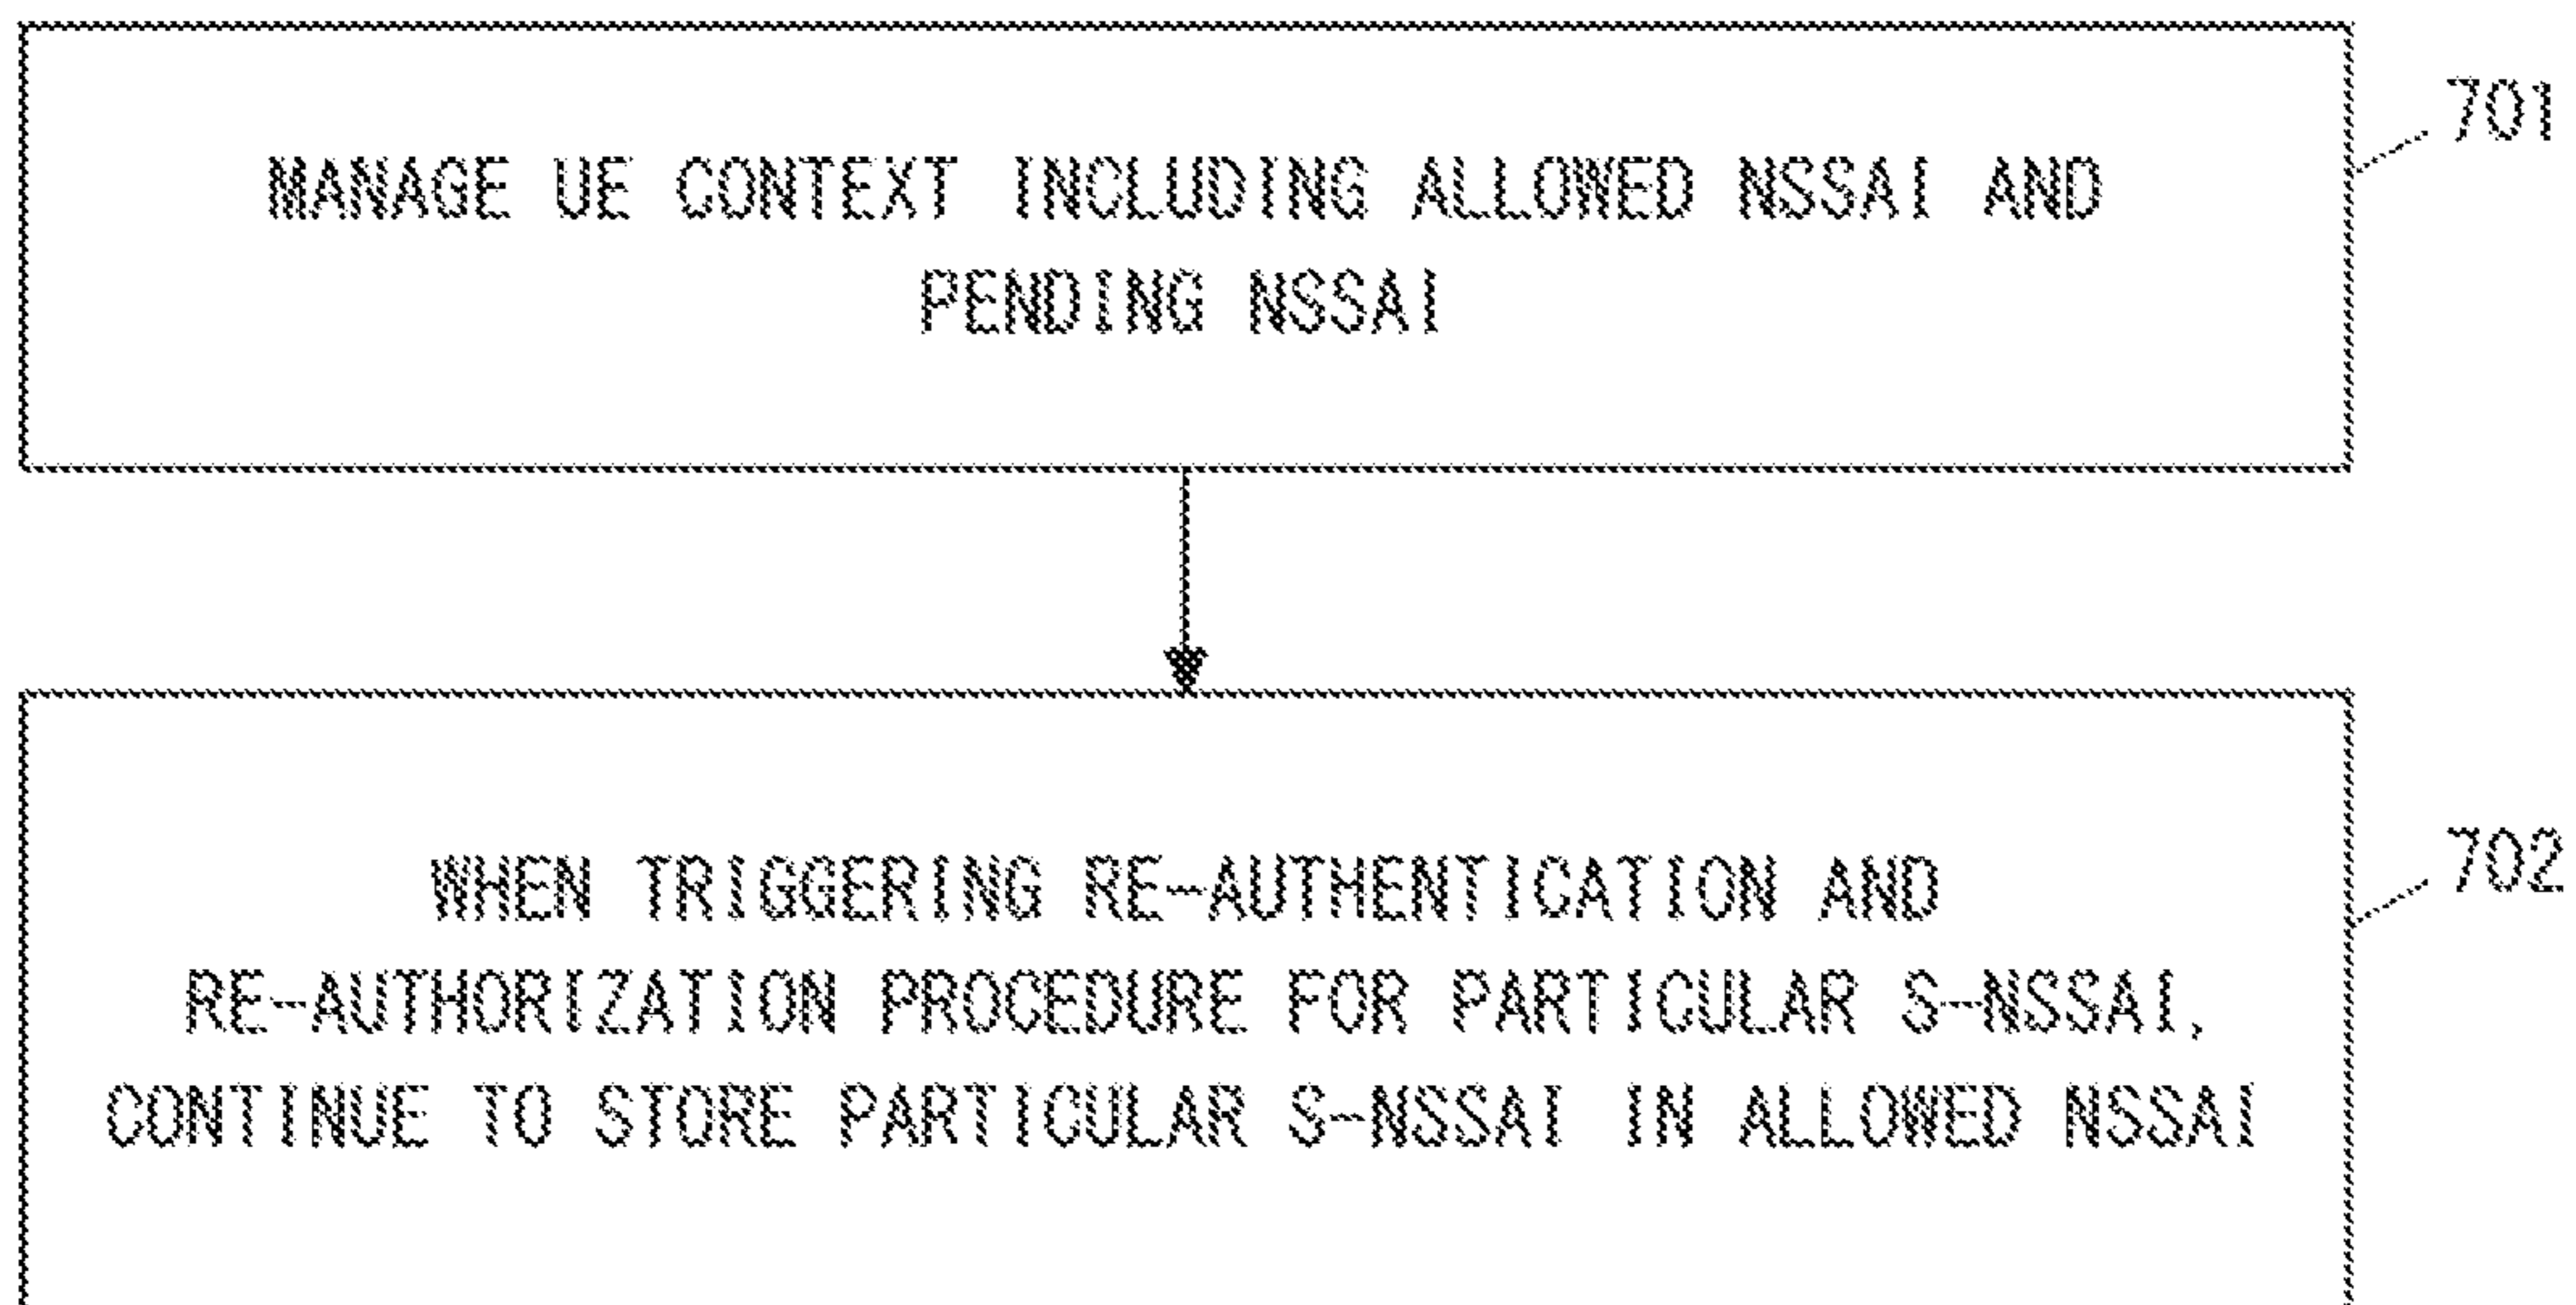 MANAGE UE CONTEXT INCLUDING ALLOWED NSSAI AND
PENDING NSSAI
701
WHEN TRIGGERING RE-AUTHENTICATION AND
RE-AUTHORIZATION PROCEDURE FOR PARTICULAR S-NSSAI,
CONTINUE TO STORE PARTICULAR S-NSSAI IN ALLOWED NSSAI
702